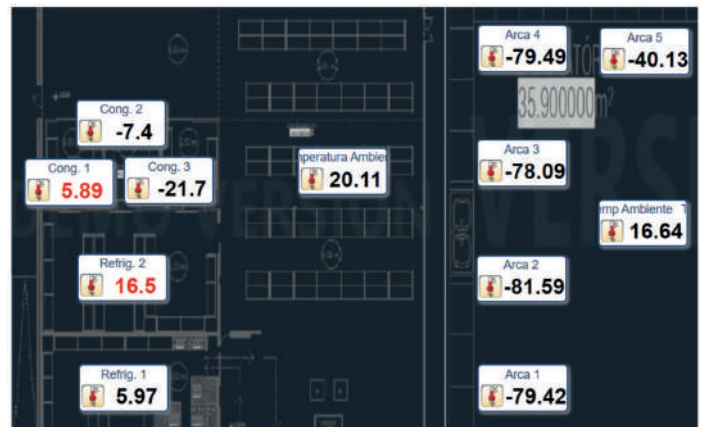 Arca 4
-79.49
Arca 5
-40.13
35.900000m²
Cong. 2
-7.4
Cong. 1
5.89
Cong. 3
-21.7
peratura Ambie
20.11
Arca 3
-78.09
mp Ambiente T
16.64
Refrig. 2
16.5
Arca 2
-81.59
Refrig. 1
5.97
Arca 1
-79.42
DEMO VERSION